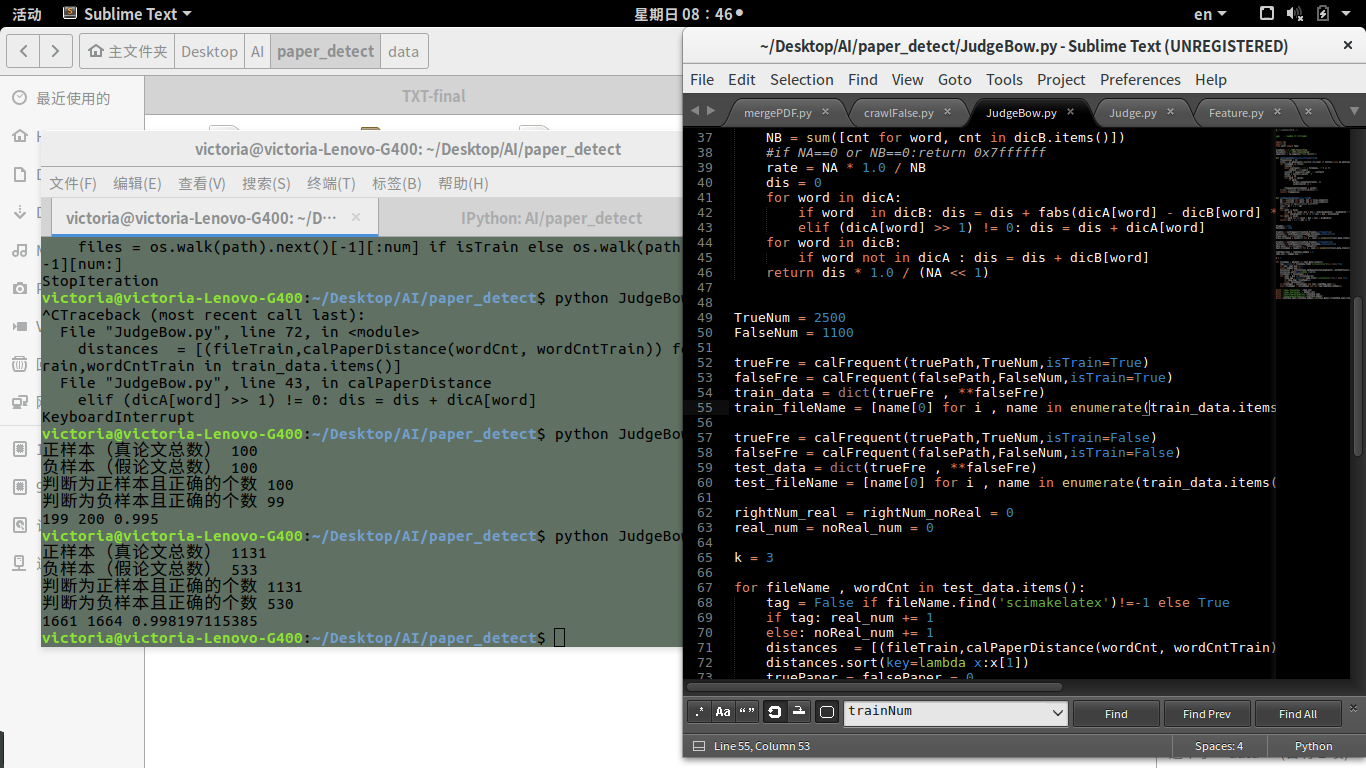 活动 Sublime Text 星期日 08：46 en
主文件夹 Desktop AI paper_detect data
最近使用的
TXT-final
victoria@victoria-Lenovo-G400: ~/Desktop/AI/paper_detect
文件(F) 编辑(E) 查看(V) 搜索(S) 终端(T) 标签(B) 帮助(H)
victoria@victoria-Lenovo-G400: ~/D··· × IPython: AI/paper_detect
files = os.walk(path).next()[-1][:num] if isTrain else os.walk(path
-1][num:]
StopIteration
victoria@victoria-Lenovo-G400:~/Desktop/AI/paper_detect$ python JudgeBow
^CTraceback (most recent call last):
File "JudgeBow.py", line 72, in <module>
distances  = [(fileTrain,calPaperDistance(wordCnt, wordCntTrain)) fo
rain,wordCntTrain in train_data.items()]
File "JudgeBow.py", line 43, in calPaperDistance
elif (dicA[word] >> 1) != 0: dis = dis + dicA[word]
KeyboardInterrupt
victoria@victoria-Lenovo-G400:~/Desktop/AI/paper_detect$ python JudgeBow
正样本（真论文总数） 100
负样本（假论文总数） 100
判断为正样本且正确的个数 100
判断为负样本且正确的个数 99
199 200 0.995
victoria@victoria-Lenovo-G400:~/Desktop/AI/paper_detect$ python JudgeBow
正样本（真论文总数） 1131
负样本（假论文总数） 533
判断为正样本且正确的个数 1131
判断为负样本且正确的个数 530
1661 1664 0.998197115385
victoria@victoria-Lenovo-G400:~/Desktop/AI/paper_detect$
~/Desktop/AI/paper_detect/JudgeBow.py - Sublime Text (UNREGISTERED) ×
File Edit Selection Find View Goto Tools Project Preferences Help
mergePDF.py × crawlFalse.py × JudgeBow.py × Judge.py × Feature.py × ×
37 NB = sum([cnt for word, cnt in dicB.items()])
38 #if NA==0 or NB==0:return 0x7ffffff
39 rate = NA * 1.0 / NB
40 dis = 0
41 for word in dicA:
42 if word  in dicB: dis = dis + fabs(dicA[word] - dicB[word] *
43 elif (dicA[word] >> 1) != 0: dis = dis + dicA[word]
44 for word in dicB:
45 if word not in dicA : dis = dis + dicB[word]
46 return dis * 1.0 / (NA << 1)
47
48
49 TrueNum = 2500
50 FalseNum = 1100
51
52 trueFre = calFrequent(truePath,TrueNum,isTrain=True)
53 falseFre = calFrequent(falsePath,FalseNum,isTrain=True)
54 train_data = dict(trueFre , **falseFre)
55 train_fileName = [name[0] for i , name in enumerate(train_data.items
56
57 trueFre = calFrequent(truePath,TrueNum,isTrain=False)
58 falseFre = calFrequent(falsePath,FalseNum,isTrain=False)
59 test_data = dict(trueFre , **falseFre)
60 test_fileName = [name[0] for i , name in enumerate(train_data.items(
61
62 rightNum_real = rightNum_noReal = 0
63 real_num = noReal_num = 0
64
65 k = 3
66
67 for fileName , wordCnt in test_data.items():
68 tag = False if fileName.find('scimakelatex')!=-1 else True
69 if tag: real_num += 1
70 else: noReal_num += 1
71 distances  = [(fileTrain,calPaperDistance(wordCnt, wordCntTrain)
72 distances.sort(key=lambda x:x[1])
73 truePaper = falsePaper = 0
.* Aa “” trainNum Find Find Prev Find All ×
Line 55, Column 53 Spaces: 4 Python